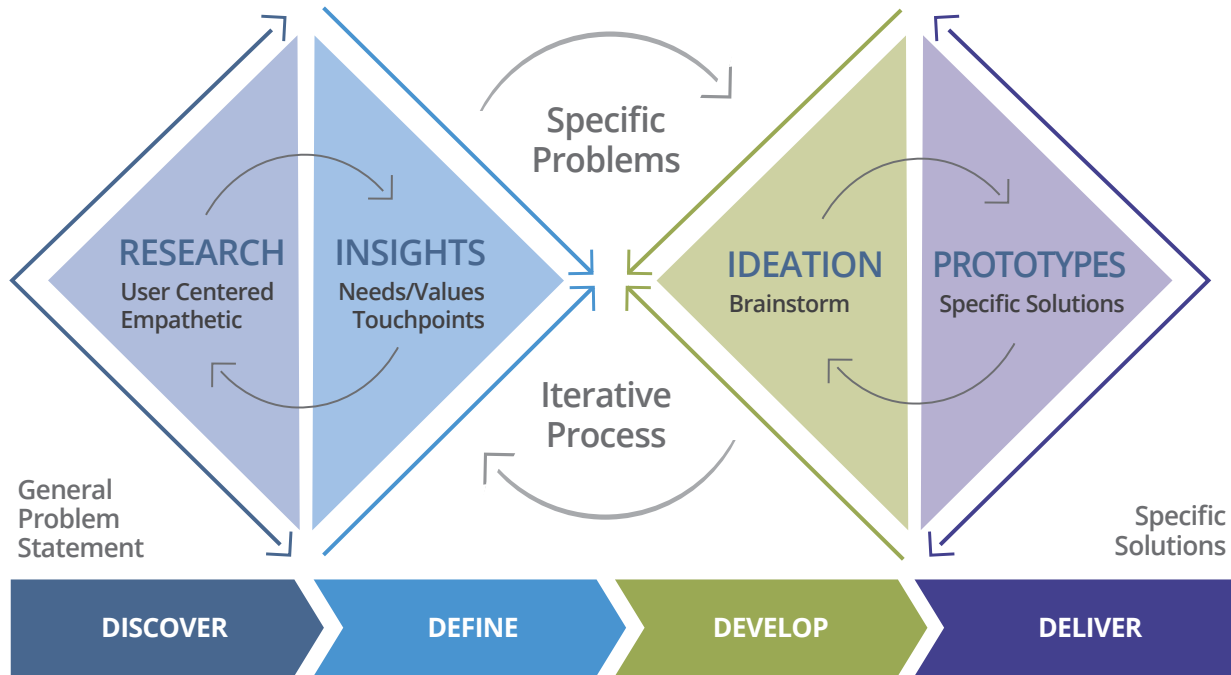 Specific
Problems
RESEARCH
User Centered
Empathetic
INSIGHTS
Needs/Values
Touchpoints
IDEATION
Brainstorm
PROTOTYPES
Specific Solutions
Iterative
Process
General
Problem
Statement
Specific
Solutions
DISCOVER
DEFINE
DEVELOP
DELIVER